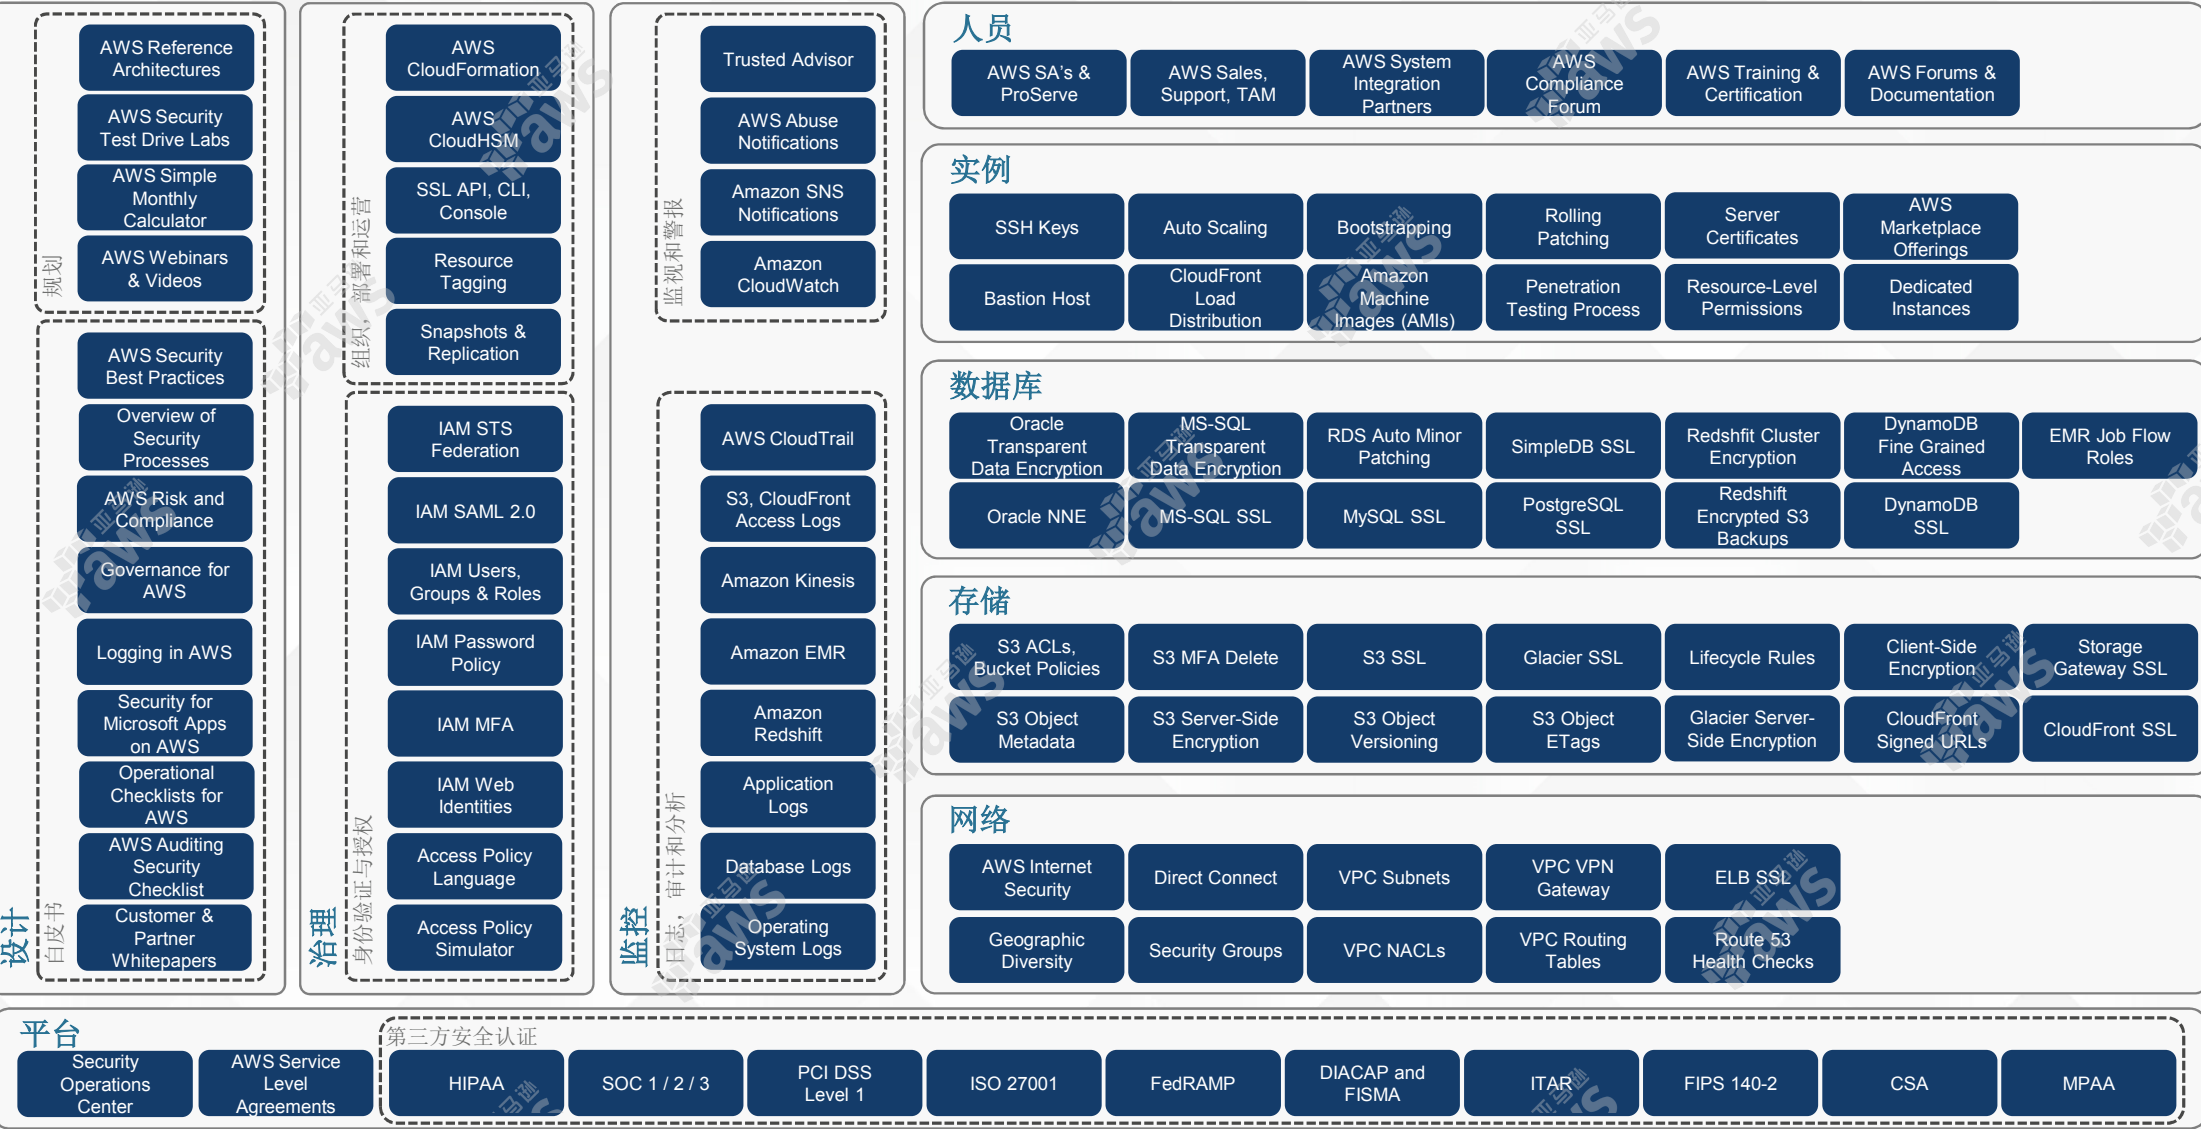 AWS Reference
Architectures
AWS Security
Test Drive Labs
AWS Simple
Monthly
Calculator
AWS Webinars
& Videos
规划
AWS Security
Best Practices
Overview of
Security
Processes
AWS Risk and
Compliance
Governance for
AWS
Logging in AWS
Security for
Microsoft Apps
on AWS
Operational
Checklists for
AWS
AWS Auditing
Security
Checklist
Customer &
Partner
Whitepapers
白皮书
设计
AWS
CloudFormation
AWS
CloudHSM
SSL API, CLI,
Console
Resource
Tagging
Snapshots &
Replication
组织, 部署和运营
IAM STS
Federation
IAM SAML 2.0
IAM Users,
Groups & Roles
IAM Password
Policy
IAM MFA
IAM Web
Identities
Access Policy
Language
Access Policy
Simulator
身份验证与授权
治理
Trusted Advisor
AWS Abuse
Notifications
Amazon SNS
Notifications
Amazon
CloudWatch
监视和警报
AWS CloudTrail
S3, CloudFront
Access Logs
Amazon Kinesis
Amazon EMR
Amazon
Redshift
Application
Logs
Database Logs
Operating
System Logs
日志, 审计和分析
监控
人员
AWS SA's &
ProServe
AWS Sales,
Support, TAM
AWS System
Integration
Partners
AWS
Compliance
Forum
AWS Training &
Certification
AWS Forums &
Documentation
实例
SSH Keys
Auto Scaling
Bootstrapping
Rolling
Patching
Server
Certificates
AWS
Marketplace
Offerings
Bastion Host
CloudFront
Load
Distribution
Amazon
Machine
Images (AMIs)
Penetration
Testing Process
Resource-Level
Permissions
Dedicated
Instances
数据库
Oracle
Transparent
Data Encryption
MS-SQL
Transparent
Data Encryption
RDS Auto Minor
Patching
SimpleDB SSL
Redshfit Cluster
Encryption
DynamoDB
Fine Grained
Access
EMR Job Flow
Roles
Oracle NNE
MS-SQL SSL
MySQL SSL
PostgreSQL
SSL
Redshift
Encrypted S3
Backups
DynamoDB
SSL
存储
S3 ACLs,
Bucket Policies
S3 MFA Delete
S3 SSL
Glacier SSL
Lifecycle Rules
Client-Side
Encryption
Storage
Gateway SSL
S3 Object
Metadata
S3 Server-Side
Encryption
S3 Object
Versioning
S3 Object
ETags
Glacier Server-
Side Encryption
CloudFront
Signed URLs
CloudFront SSL
网络
AWS Internet
Security
Direct Connect
VPC Subnets
VPC VPN
Gateway
ELB SSL
Geographic
Diversity
Security Groups
VPC NACLs
VPC Routing
Tables
Route 53
Health Checks
平台
Security
Operations
Center
AWS Service
Level
Agreements
第三方安全认证
HIPAA
SOC 1 / 2 / 3
PCI DSS
Level 1
ISO 27001
FedRAMP
DIACAP and
FISMA
ITAR
FIPS 140-2
CSA
MPAA